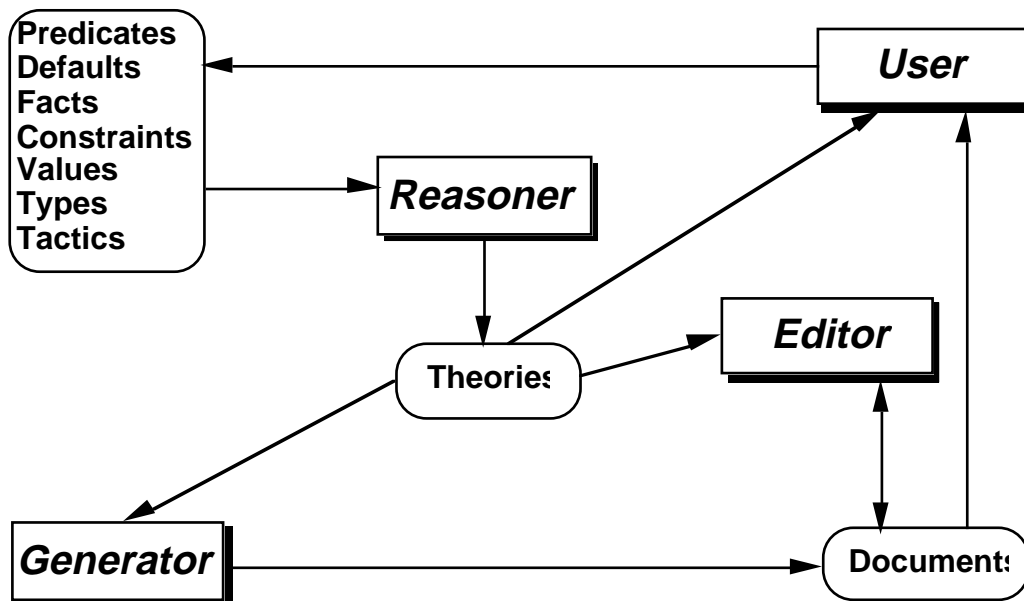 Predicates
Defaults
Facts
Constraints
Values
Types
Tactics
User
Reasoner
Editor
Theories
Generator
Documents